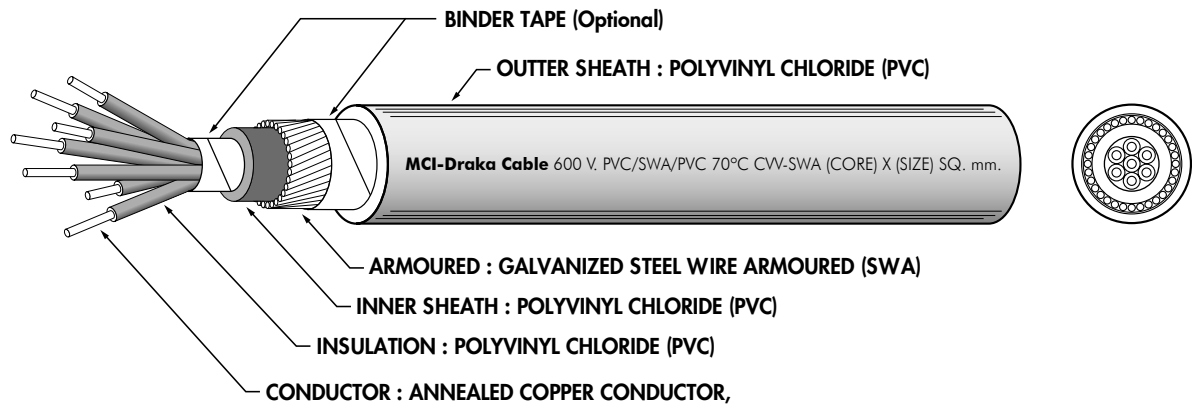 BINDER TAPE (Optional)
OUTTER SHEATH : POLYVINYL CHLORIDE (PVC)
MCI-Draka Cable 600 V. PVC/SWA/PVC 70°C CVV-SWA (CORE) X (SIZE) SQ. mm.
ARMOURED : GALVANIZED STEEL WIRE ARMOURED (SWA)
INNER SHEATH : POLYVINYL CHLORIDE (PVC)
INSULATION : POLYVINYL CHLORIDE (PVC)
CONDUCTOR : ANNEALED COPPER CONDUCTOR,